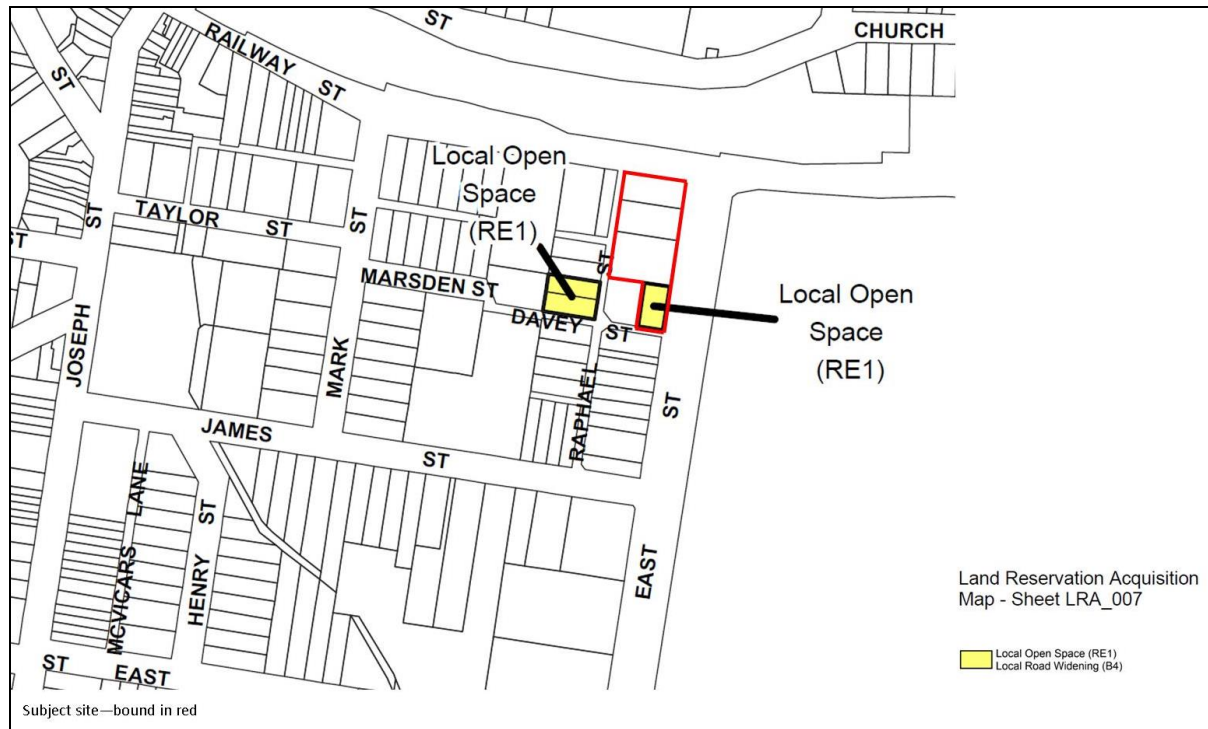 ST
CHURCH
RAILWAY
ST
ST
Local Open
Space
(RE1)
TAYLOR
ST
ST
ST
ST
ST
MARSDEN ST
DAVEY
ST
Local Open
Space
(RE1)
JOSEPH
MARK
RAPHAEL
ST
JAMES
ST
MCVICARS LANE
HENRY ST
EAST
ST
EAST
Land Reservation Acquisition
Map - Sheet LRA_007
Local Open Space (RE1)
Local Road Widening (B4)
Subject site—bound in red